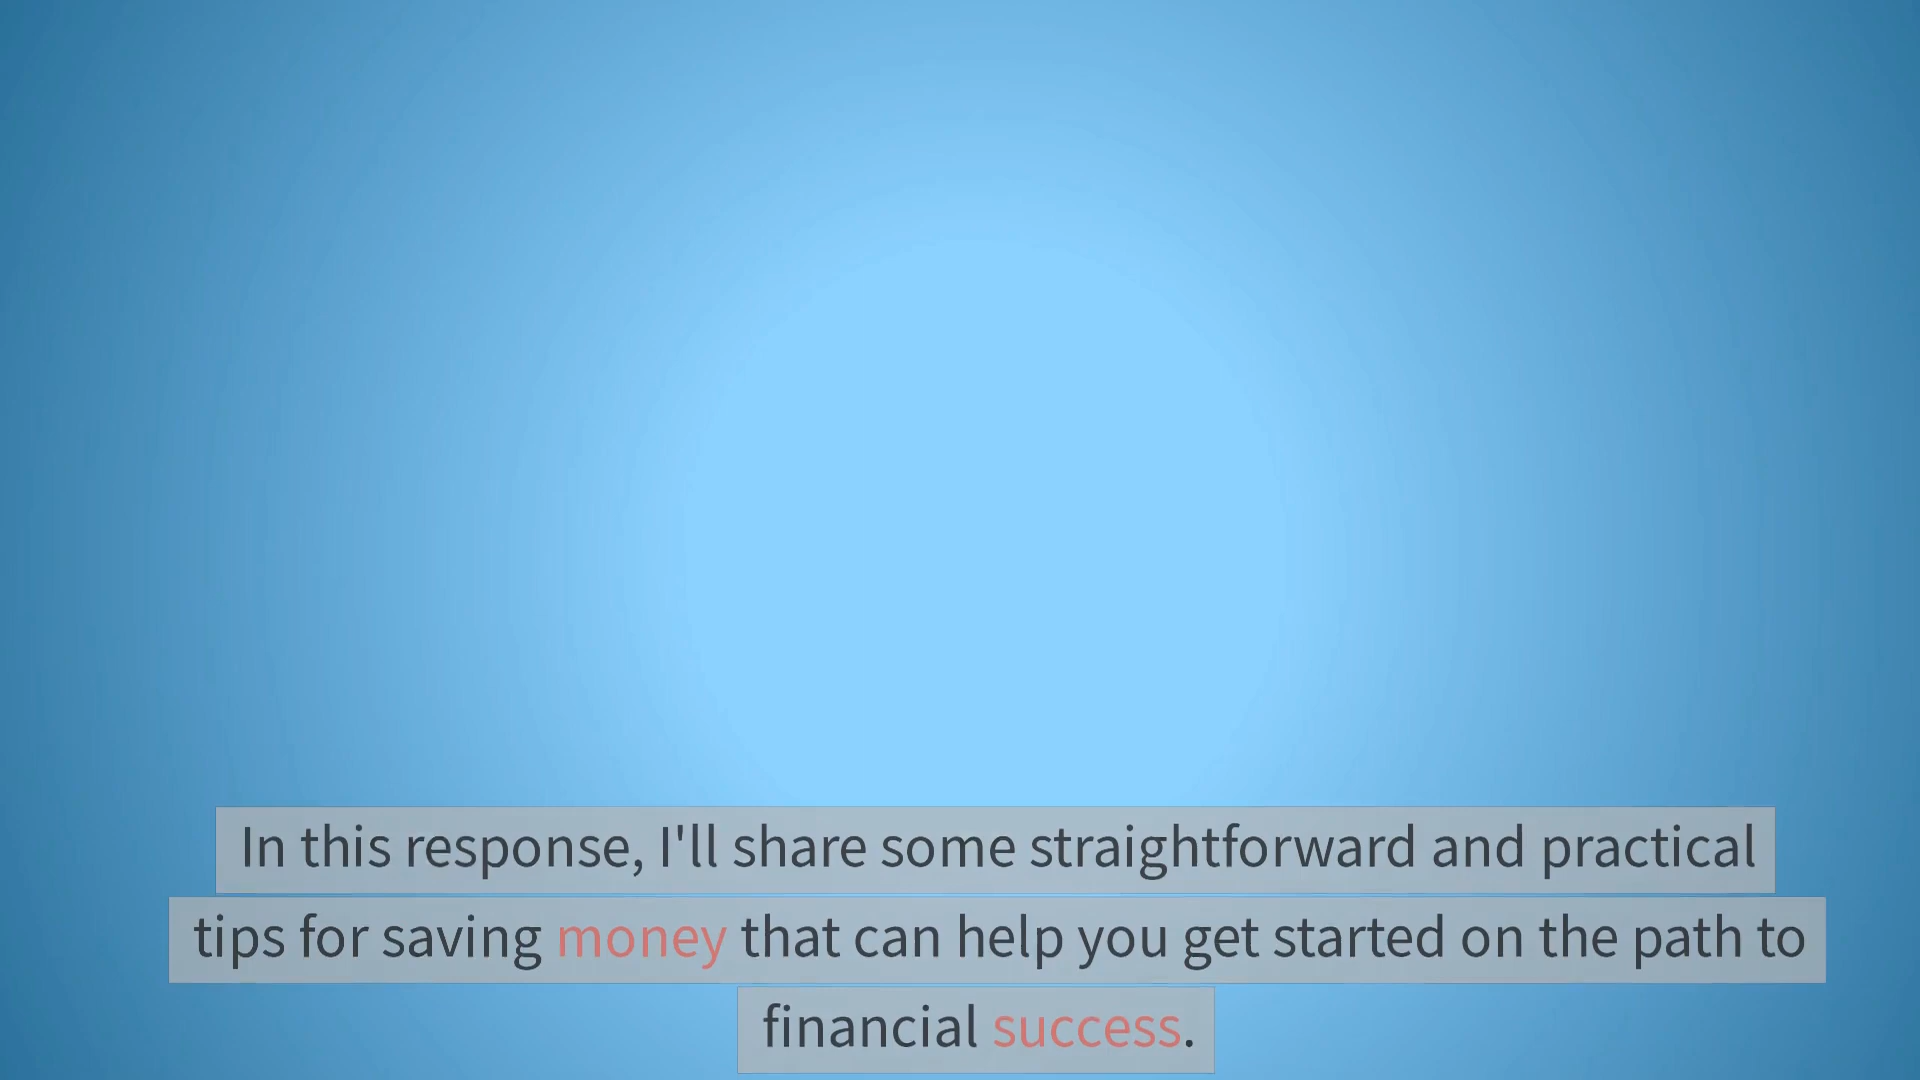 In this response, I'll share some straightforward and practical
tips for saving money that can help you get started on the path to
financial success.